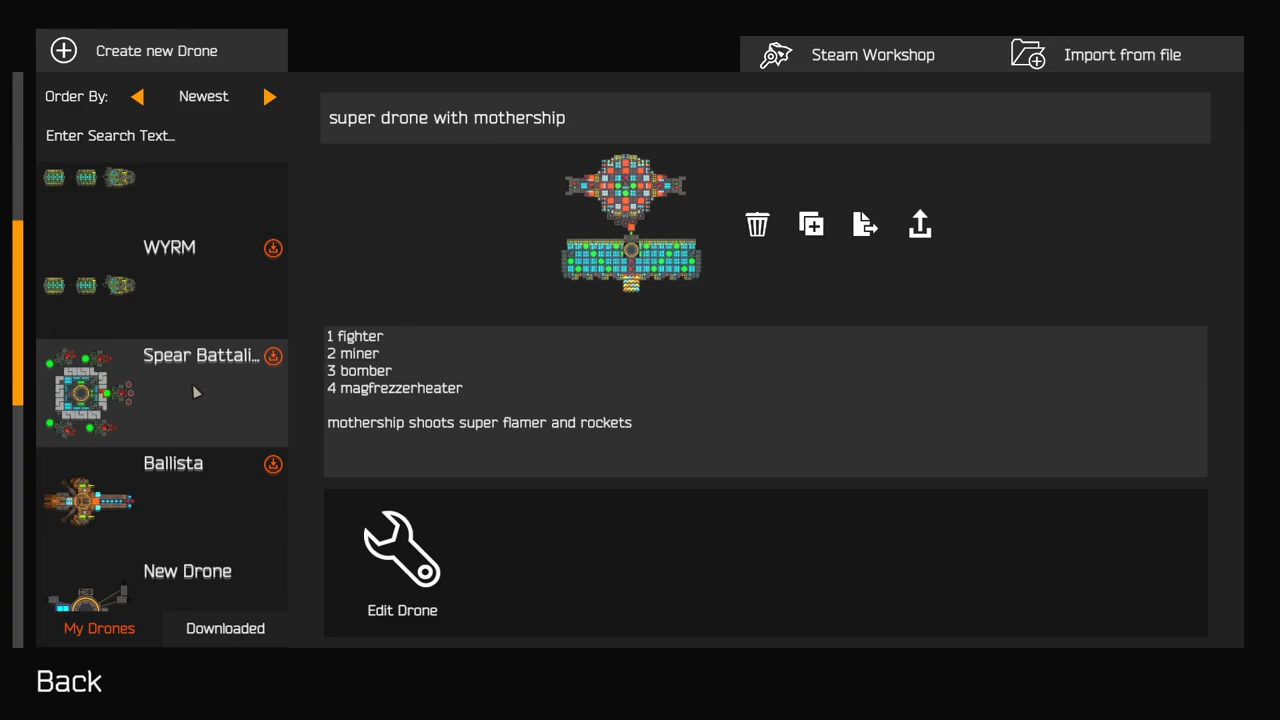 Create new Drone
Steam Workshop
Import from file
Order By:
Newest
Enter Search Text...
WYRM
Spear Battali...
Ballista
New Drone
My Drones
Downloaded
super drone with mothership
1 fighter
2 miner
3 bomber
4 magfrezzerheater
mothership shoots super flamer and rockets
Edit Drone
Back